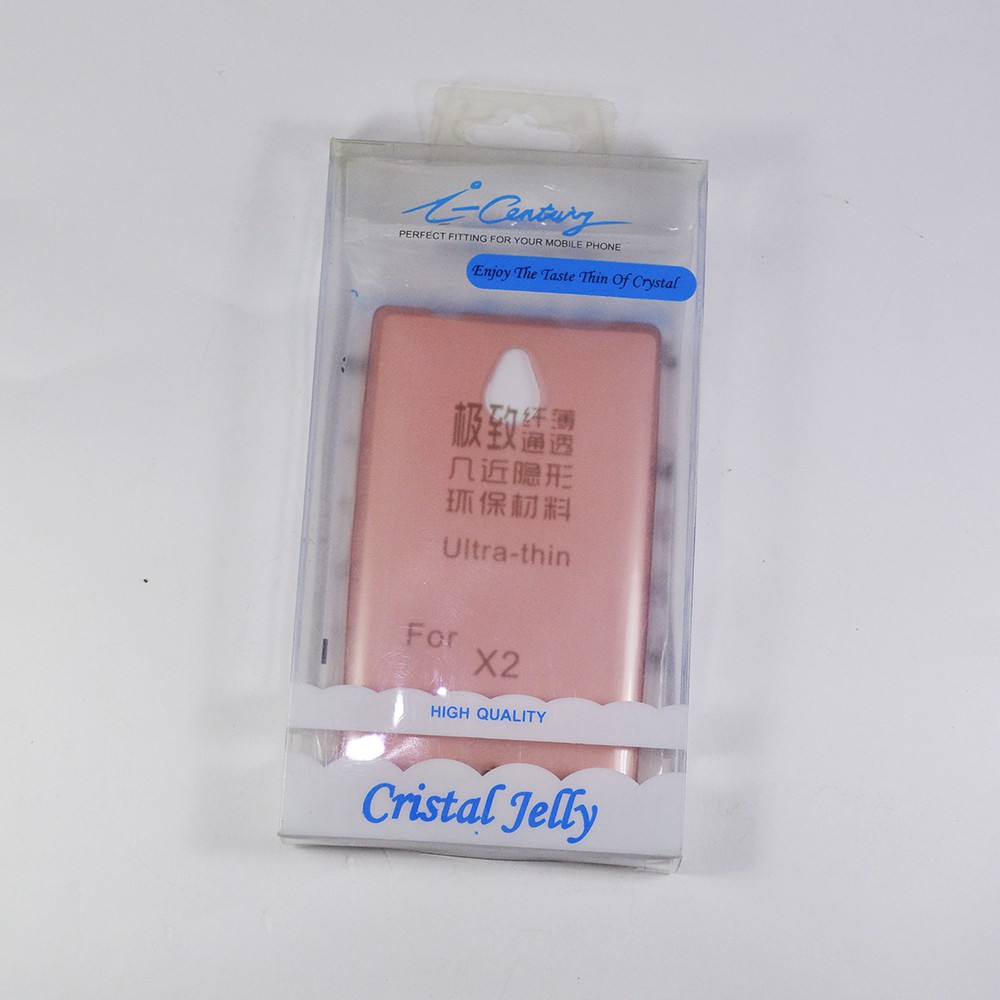 i-Century
PERFECT FITTING FOR YOUR MOBILE PHONE
Enjoy The Taste Thin Of Crystal
极致纤薄
通透
几近隐形
环保材料
Ultra-thin
For
X2
HIGH QUALITY
Cristal Jelly